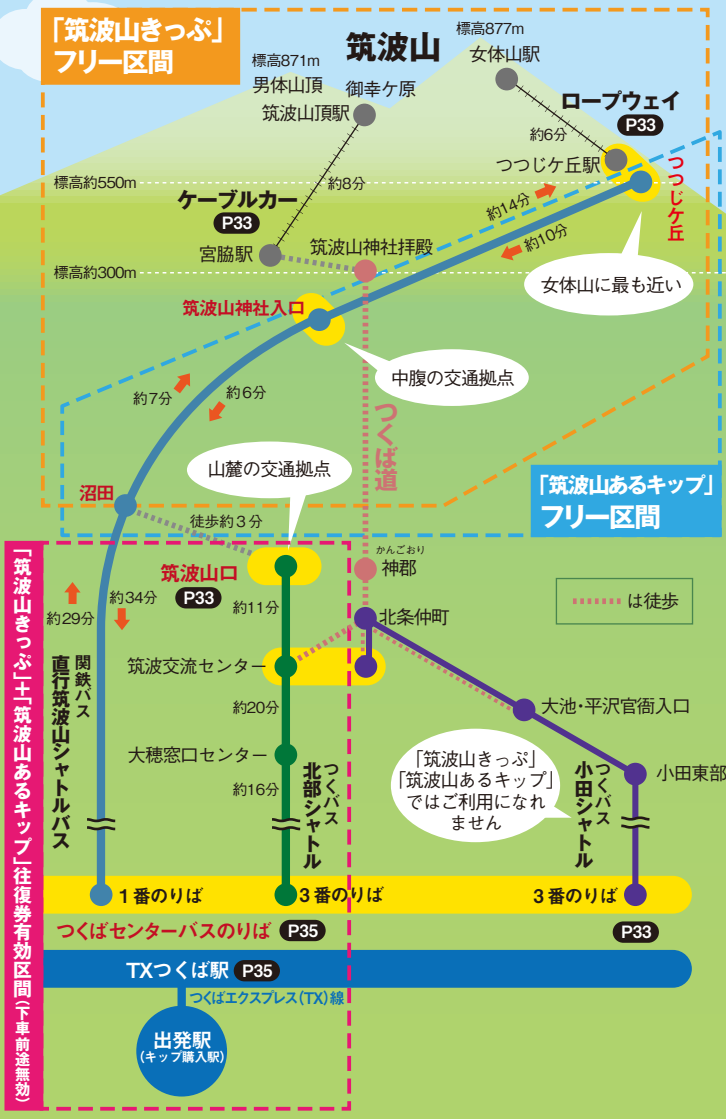 「筑波山きっぷ」
フリー区間
筑波山
標高877m
女体山駅
標高871m
男体山頂
御幸ケ原
筑波山頂駅
ロープウェイ
P33
約6分
つつじケ丘駅
つつじケ丘
標高約550m
約8分
ケーブルカー
P33
約14分
約10分
宮脇駅
筑波山神社拝殿
女体山に最も近い
標高約300m
筑波山神社入口
中腹の交通拠点
約7分
約6分
つくば道
山麓の交通拠点
「筑波山あるキップ」
フリー区間
沼田
徒歩約3分
筑波山口
P33
かんごおり
神郡
は徒歩
約29分
約34分
約11分
北条仲町
筑波交流センター
約20分
大池・平沢官衙入口
大穂窓口センター
約16分
小田東部
「筑波山きっぷ」
「筑波山あるキップ」
ではご利用になれ
ません
関鉄バス
直行筑波山シャトルバス
つくバス
北部シャトル
つくバス
小田シャトル
1番のりば
3番のりば
3番のりば
つくばセンターバスのりば P35
P33
TXつくば駅 P35
つくばエクスプレス(TX)線
出発駅
(キップ購入駅)
「筑波山きっぷ」+「筑波山あるキップ」往復券有効区間(下車前途無効)